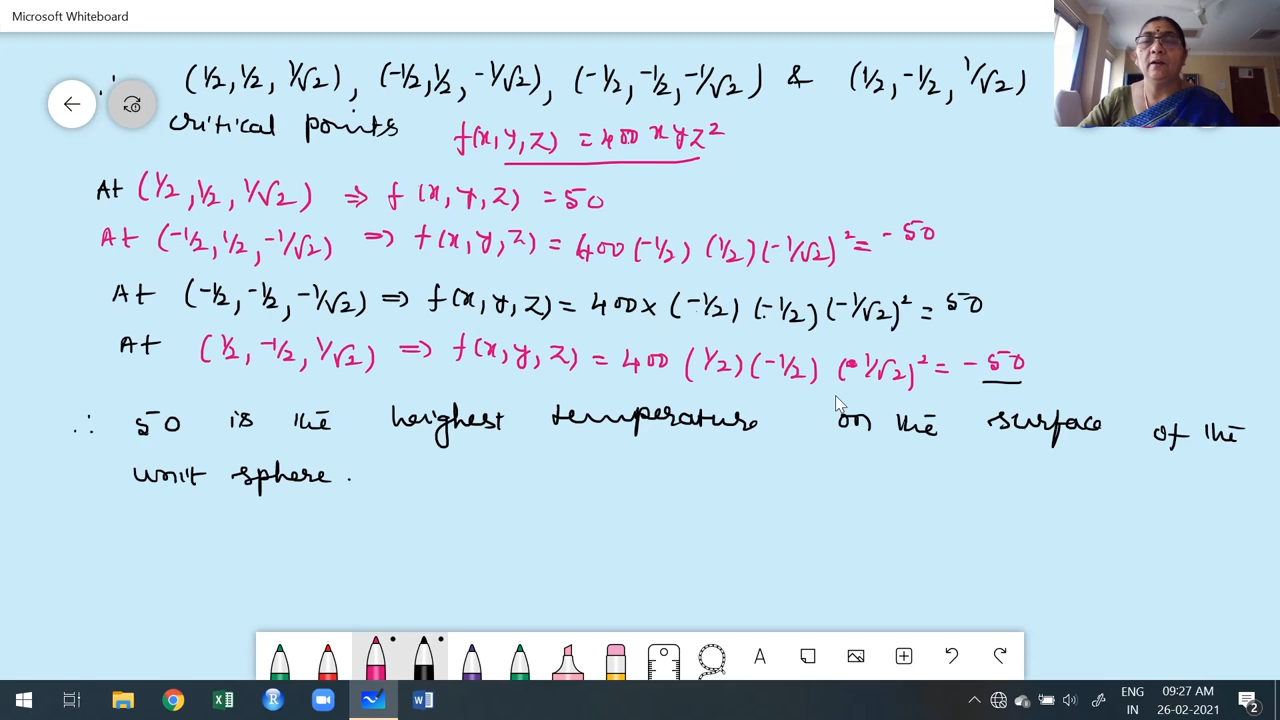 Microsoft Whiteboard
∴ (1/2, 1/2, 1/√2), (-1/2, 1/2, -1/√2), (-1/2, -1/2, -1/√2) & (1/2, -1/2, 1/√2)
critical points f(x, y, z) = 400 xyz²
At (1/2, 1/2, 1/√2) ⇒ f(x, y, z) = 50
At (-1/2, 1/2, -1/√2) ⇒ f(x, y, z) = 400 (-1/2) (1/2) (-1/√2)² = -50
At (-1/2, -1/2, -1/√2) ⇒ f(x, y, z) = 400 × (-1/2) (-1/2) (-1/√2)² = 50
At (1/2, -1/2, 1/√2) ⇒ f(x, y, z) = 400 (1/2) (-1/2) (1/√2)² = -50
∴ 50 is the heighest temperature on the surface of the
unit sphere.
A
ENG 09:27 AM
IN 26-02-2021 2